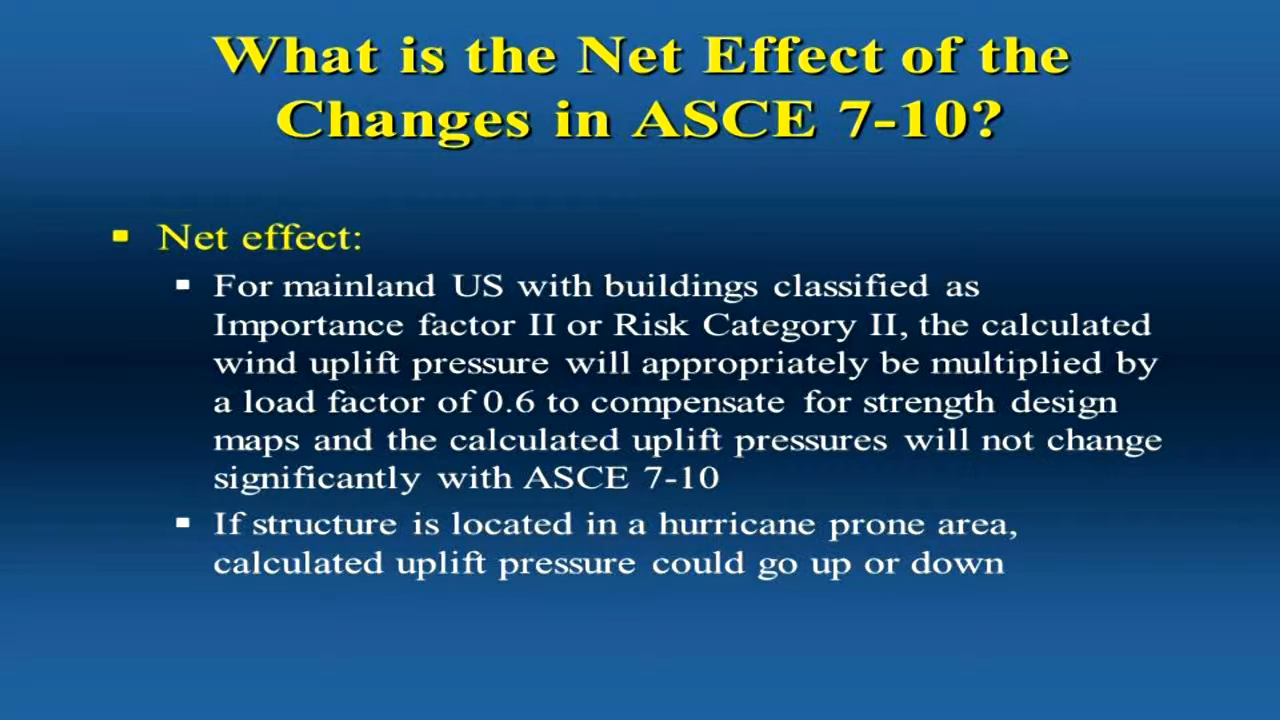 What is the Net Effect of the
Changes in ASCE 7-10?
Net effect:
For mainland US with buildings classified as
Importance factor II or Risk Category II, the calculated
wind uplift pressure will appropriately be multiplied by
a load factor of 0.6 to compensate for strength design
maps and the calculated uplift pressures will not change
significantly with ASCE 7-10
If structure is located in a hurricane prone area,
calculated uplift pressure could go up or down